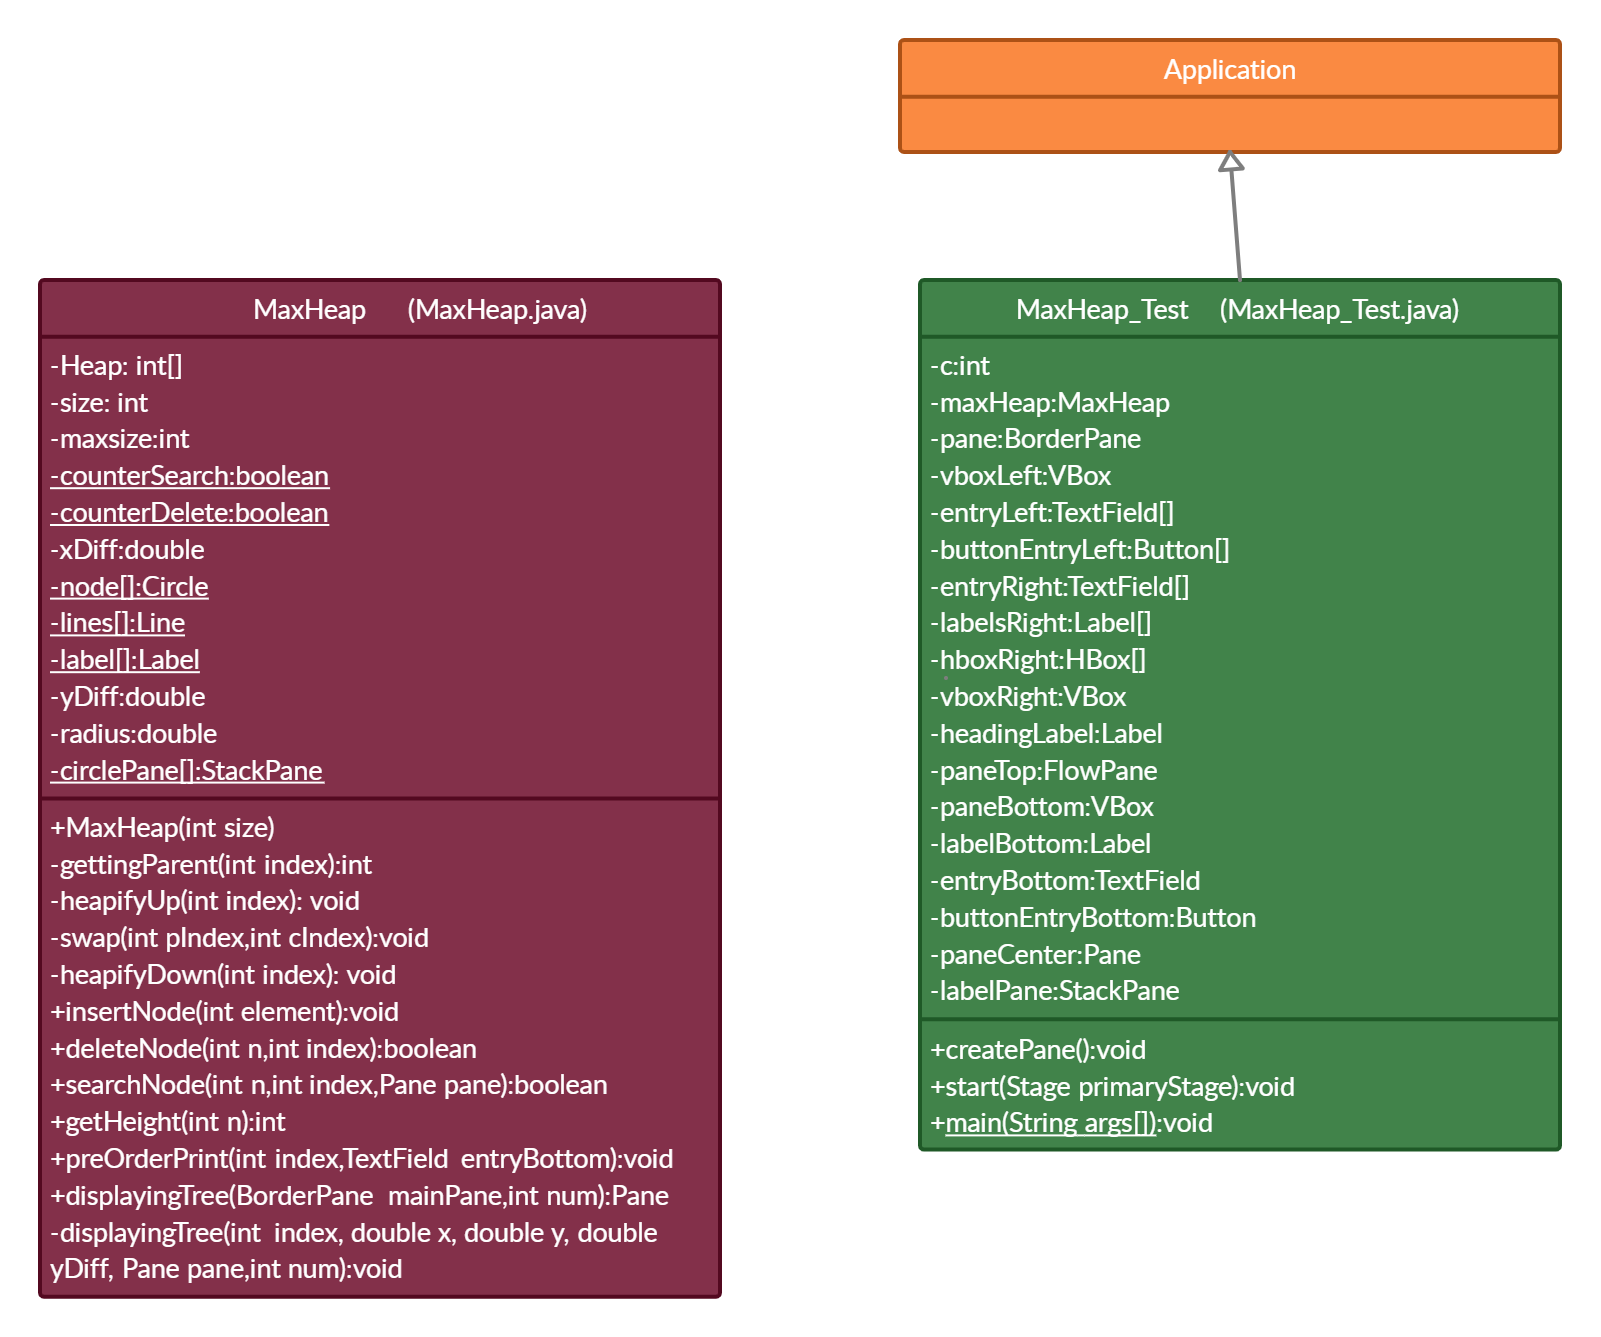 Application
MaxHeap (MaxHeap.java)
-Heap: int[]
-size: int
-maxsize:int
-counterSearch:boolean
-counterDelete:boolean
-xDiff:double
-node[]:Circle
-lines[]:Line
-label[]:Label
-yDiff:double
-radius:double
-circlePane[]:StackPane
+MaxHeap(int size)
-gettingParent(int index):int
-heapifyUp(int index): void
-swap(int pIndex,int cIndex):void
-heapifyDown(int index): void
+insertNode(int element):void
+deleteNode(int n,int index):boolean
+searchNode(int n,int index,Pane pane):boolean
+getHeight(int n):int
+preOrderPrint(int index,TextField entryBottom):void
+displayingTree(BorderPane mainPane,int num):Pane
-displayingTree(int index, double x, double y, double
yDiff, Pane pane,int num):void
MaxHeap_Test (MaxHeap_Test.java)
-c:int
-maxHeap:MaxHeap
-pane:BorderPane
-vboxLeft:VBox
-entryLeft:TextField[]
-buttonEntryLeft:Button[]
-entryRight:TextField[]
-labelsRight:Label[]
-hboxRight:HBox[]
-vboxRight:VBox
-headingLabel:Label
-paneTop:FlowPane
-paneBottom:VBox
-labelBottom:Label
-entryBottom:TextField
-buttonEntryBottom:Button
-paneCenter:Pane
-labelPane:StackPane
+createPane():void
+start(Stage primaryStage):void
+main(String args[]):void